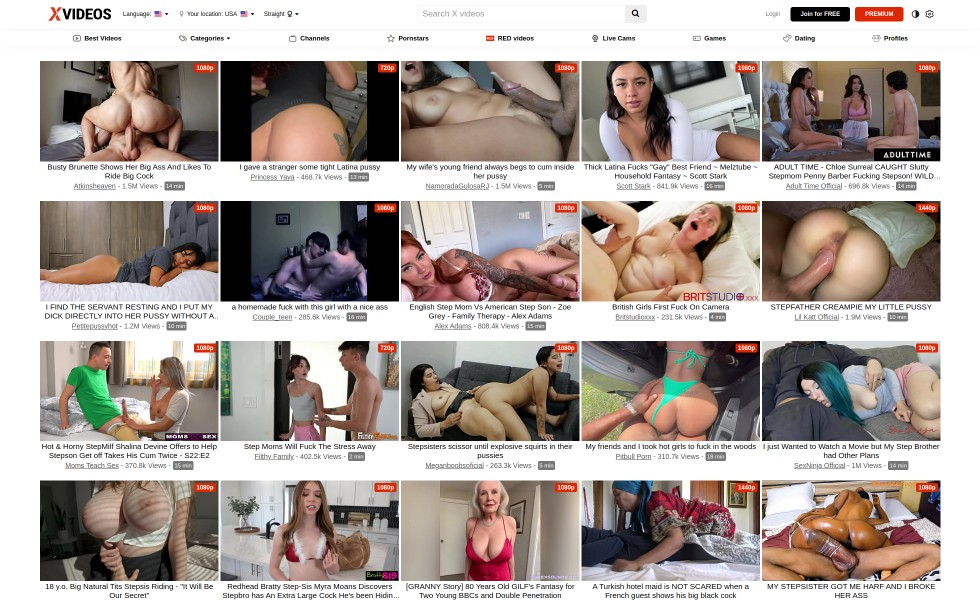 XVIDEOS
Language:
Your location: USA
Straight
Search X videos
Login
Join for FREE
PREMIUM
Best Videos
Categories
Channels
Pornstars
RED videos
Live Cams
Games
Dating
Profiles
1080p
720p
1080p
1080p
1080p
ADULTTIME
Busty Brunette Shows Her Big Ass And Likes To
Ride Big Cock
Atkinsheaven - 1.5M Views - 14 min
I gave a stranger some tight Latina pussy
Princess Yaya - 468.7k Views - 13 min
My wife's young friend always begs to cum inside
her pussy
NamoradaGulosaRJ - 1.5M Views - 5 min
Thick Latina Fucks "Gay" Best Friend ~ Melztube ~
Household Fantasy ~ Scott Stark
Scott Stark - 841.9k Views - 16 min
ADULT TIME - Chloe Surreal CAUGHT Slutty
Stepmom Penny Barber Fucking Stepson! WILD...
Adult Time Official - 696.8k Views - 14 min
1080p
1080p
1080p
1080p
1440p
BRITSTUDIO.xxx
I FIND THE SERVANT RESTING AND I PUT MY
DICK DIRECTLY INTO HER PUSSY WITHOUT A..
Petitepussyhot - 1.2M Views - 10 min
a homemade fuck with this girl with a nice ass
Couple_teen - 285.6k Views - 16 min
English Step Mom Vs American Step Son - Zoe
Grey - Family Therapy - Alex Adams
Alex Adams - 808.4k Views - 15 min
British Girls First Fuck On Camera
Britstudioxxx - 231.5k Views - 4 min
STEPFATHER CREAMPIE MY LITTLE PUSSY
Lil Katt Official - 1.9M Views - 10 min
1080p
720p
1080p
1080p
1080p
MOMS TEACH SEX
Hot & Horny StepMilf Shalina Devine Offers to Help
Stepson Get off Takes His Cum Twice - S22:E2
Moms Teach Sex - 370.8k Views - 15 min
Step Moms Will Fuck The Stress Away
Filthy Family - 402.5k Views - 2 min
Stepsisters scissor until explosive squirts in their
pussies
Meganboobsoficial - 263.3k Views - 5 min
My friends and I took hot girls to fuck in the woods
Pitbull Porn - 310.7k Views - 18 min
I just Wanted to Watch a Movie but My Step Brother
had Other Plans
SexNinja Official - 1M Views - 14 min
1080p
1080p
1080p
1440p
1080p
18 y.o. Big Natural Tits Stepsis Riding - "It Will Be
Our Secret"
Redhead Bratty Step-Sis Myra Moans Discovers
Stepbro has An Extra Large Cock He's been Hidin...
[GRANNY Story] 80 Years Old GILF's Fantasy for
Two Young BBCs and Double Penetration
A Turkish hotel maid is NOT SCARED when a
French guest shows his big black cock
MY STEPSISTER GOT ME HARF AND I BROKE
HER ASS